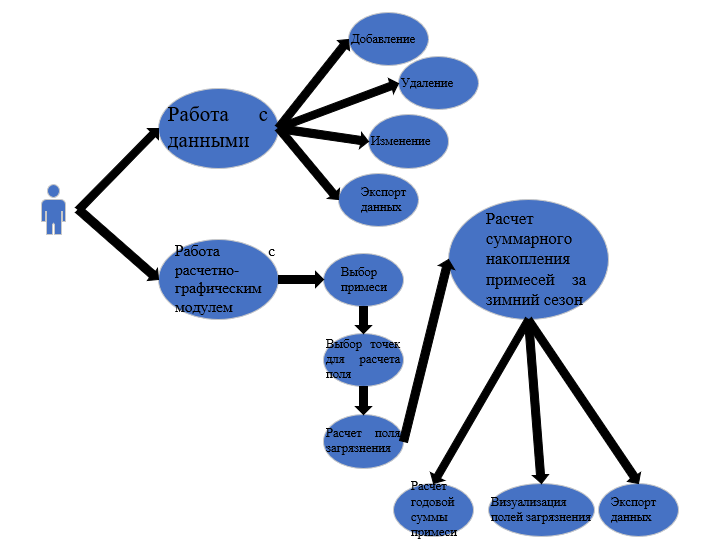 Добавление
Удаление
Работа с
данными
Изменение
Экспорт
данных
Работа с
расчетно-
графическим
модулем
Выбор
примеси
Выбор точек
для расчета
поля
Расчет поля
загрязнения
Расчет
суммарного
накопления
примесей за
зимний сезон
Расчет
годовой
суммы
примеси
Визуализация
полей загрязнения
Экспорт
данных